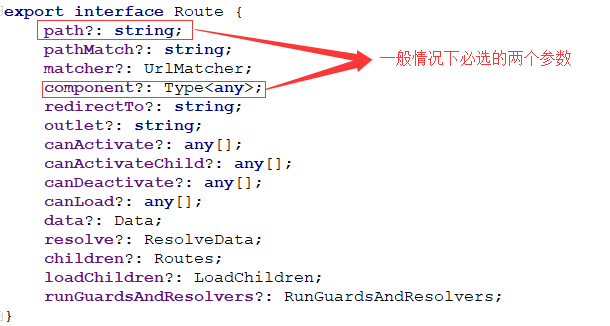 export interface Route {
path?: string;
pathMatch?: string;
matcher?: UrlMatcher;
component?: Type<any>;
redirectTo?: string;
outlet?: string;
canActivate?: any[];
canActivateChild?: any[];
canDeactivate?: any[];
canLoad?: any[];
data?: Data;
resolve?: ResolveData;
children?: Routes;
loadChildren?: LoadChildren;
runGuardsAndResolvers?: RunGuardsAndResolvers;
}
一般情况下必选的两个参数